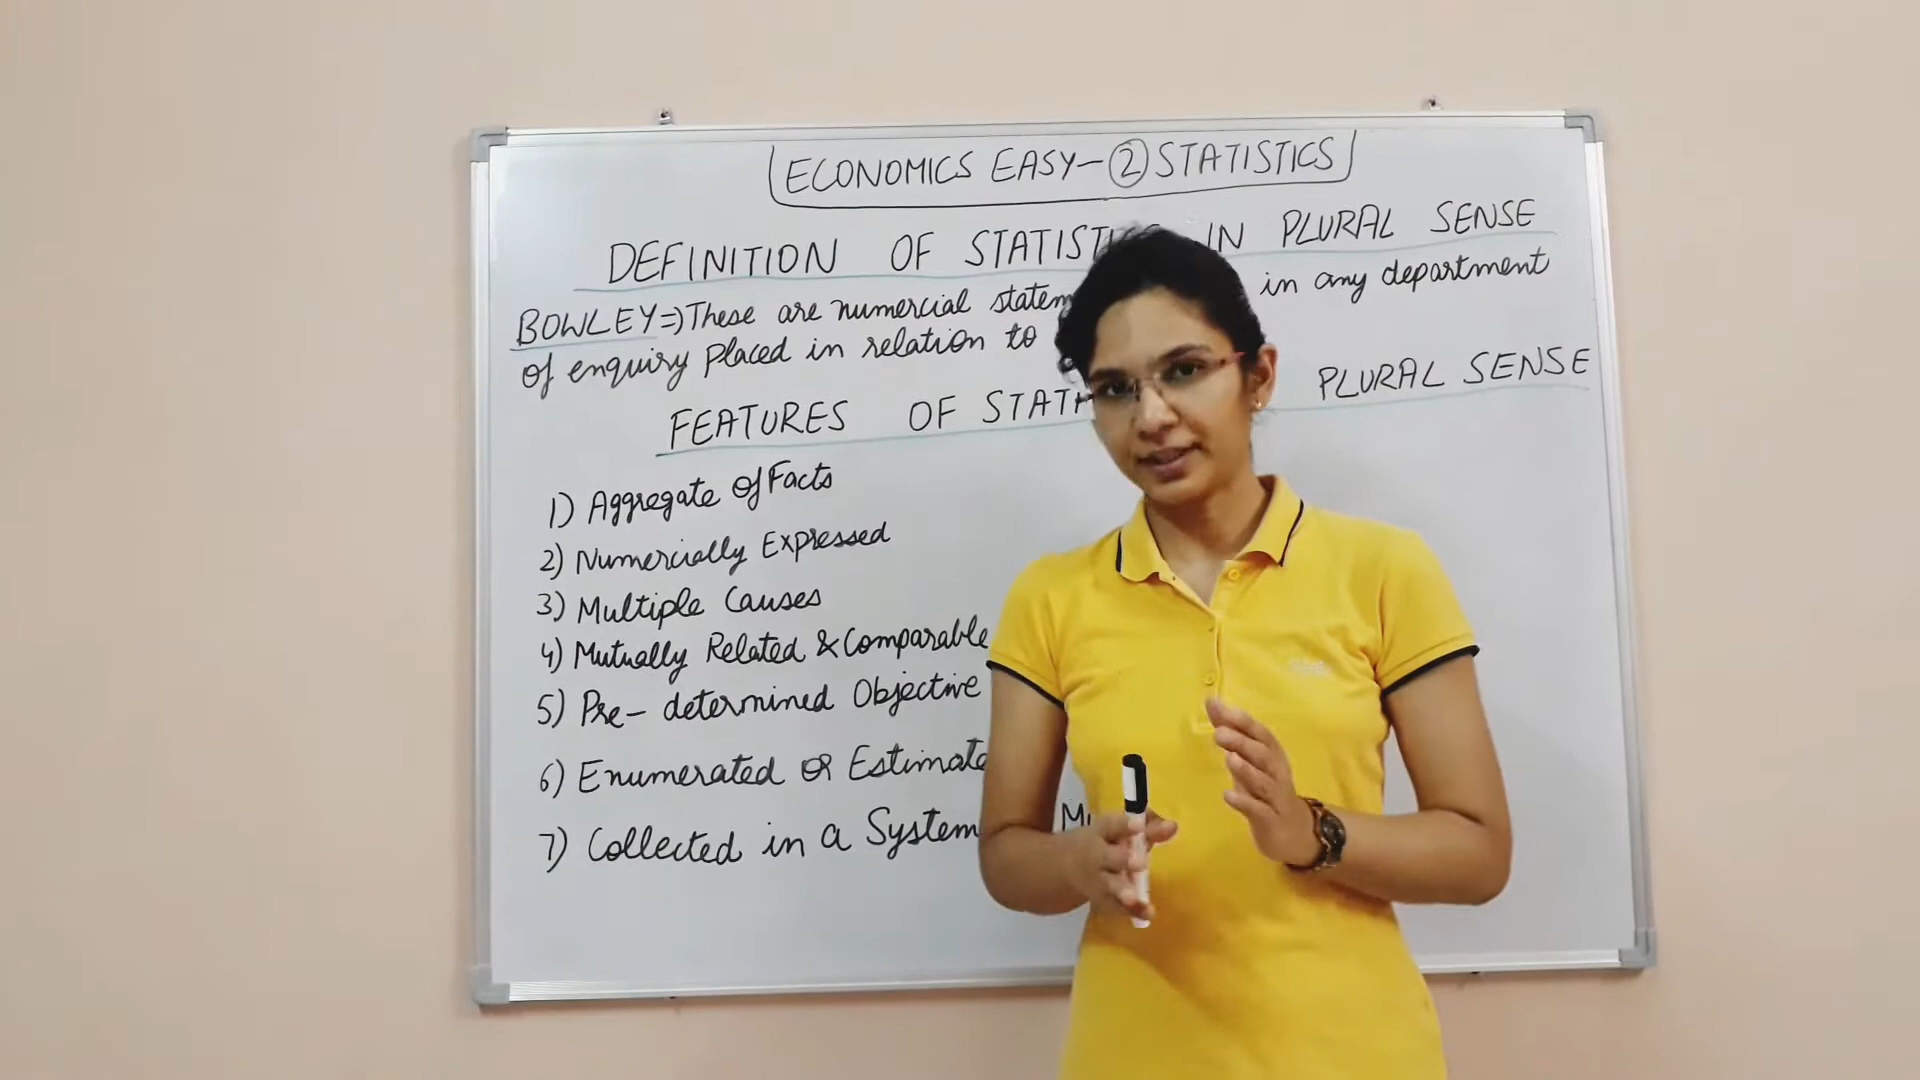 ECONOMICS EASY-② STATISTICS
DEFINITION OF STATIST IN PLURAL SENSE
BOWLEY=> These are numercial statem in any department
of enquiry placed in relation to
FEATURES OF STAT PLURAL SENSE
1) Aggregate of Facts
2) Numercially Expressed
3) Multiple Causes
4) Mutually Related & Comparable
5) Pre-determined Objective
6) Enumerated or Estimate
7) Collected in a System M